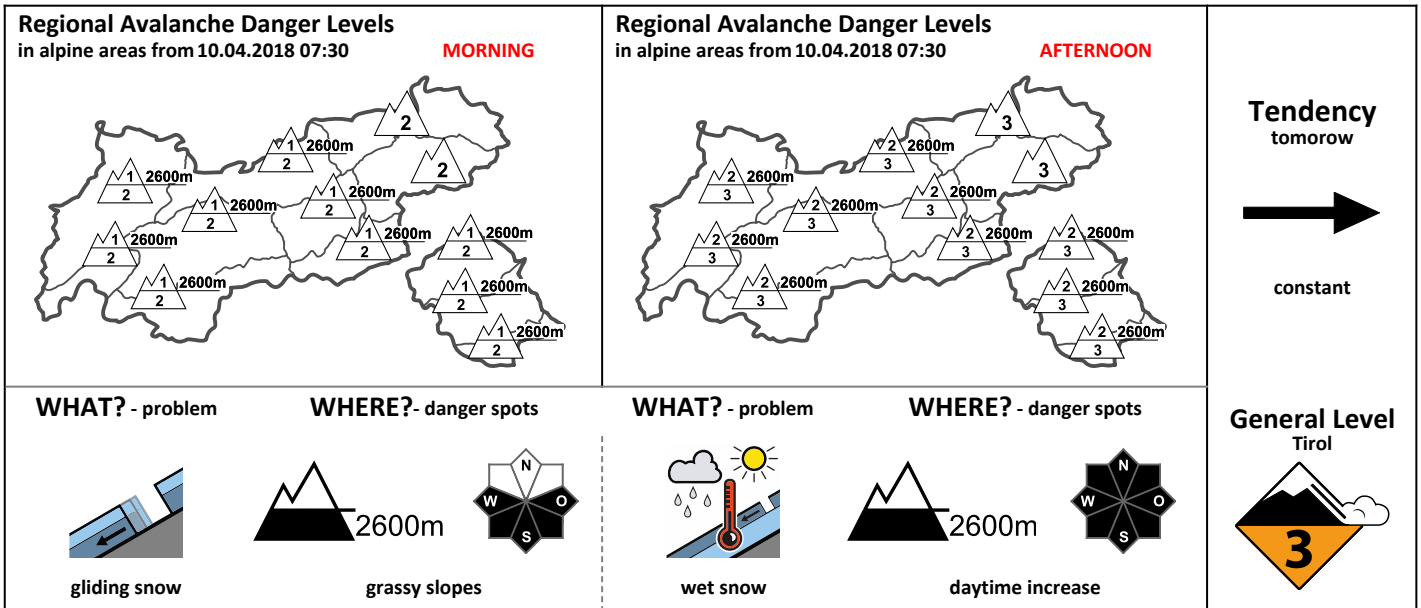 Regional Avalanche Danger Levels
in alpine areas from 10.04.2018 07:30 MORNING
2
1 2600m
2
2
1 2600m
2
1 2600m
2
1 2600m
2
1 2600m
2
1 2600m
2
1 2600m
2
1 2600m
2
1 2600m
2
1 2600m
2
Regional Avalanche Danger Levels
in alpine areas from 10.04.2018 07:30 AFTERNOON
3
2 2600m
3
3
2 2600m
3
2 2600m
3
2 2600m
3
2 2600m
3
2 2600m
3
2 2600m
3
2 2600m
3
2 2600m
3
2 2600m
3
Tendency
tomorow
constant
WHAT? - problem
gliding snow
WHERE? - danger spots
2600m
N
W O
S
grassy slopes
WHAT? - problem
wet snow
WHERE? - danger spots
2600m
N
W O
S
daytime increase
General Level
Tirol
3